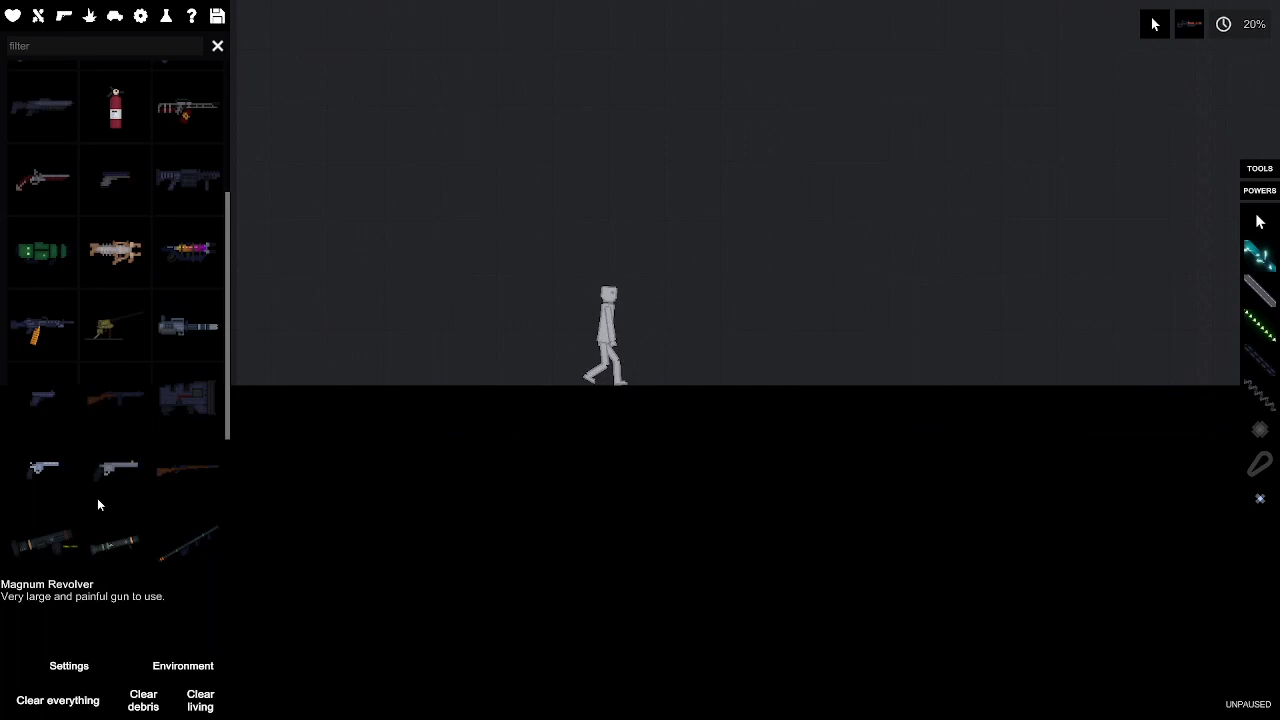 filter
20%
TOOLS
POWERS
Magnum Revolver
Very large and painful gun to use.
Settings
Environment
Clear everything
Clear debris
Clear living
UNPAUSED